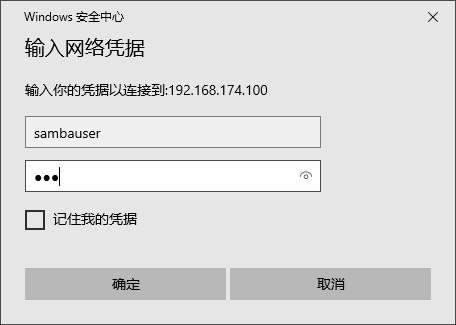 Windows 安全中心
输入网络凭据
输入你的凭据以连接到:192.168.174.100
sambauser
●●●
记住我的凭据
确定
取消